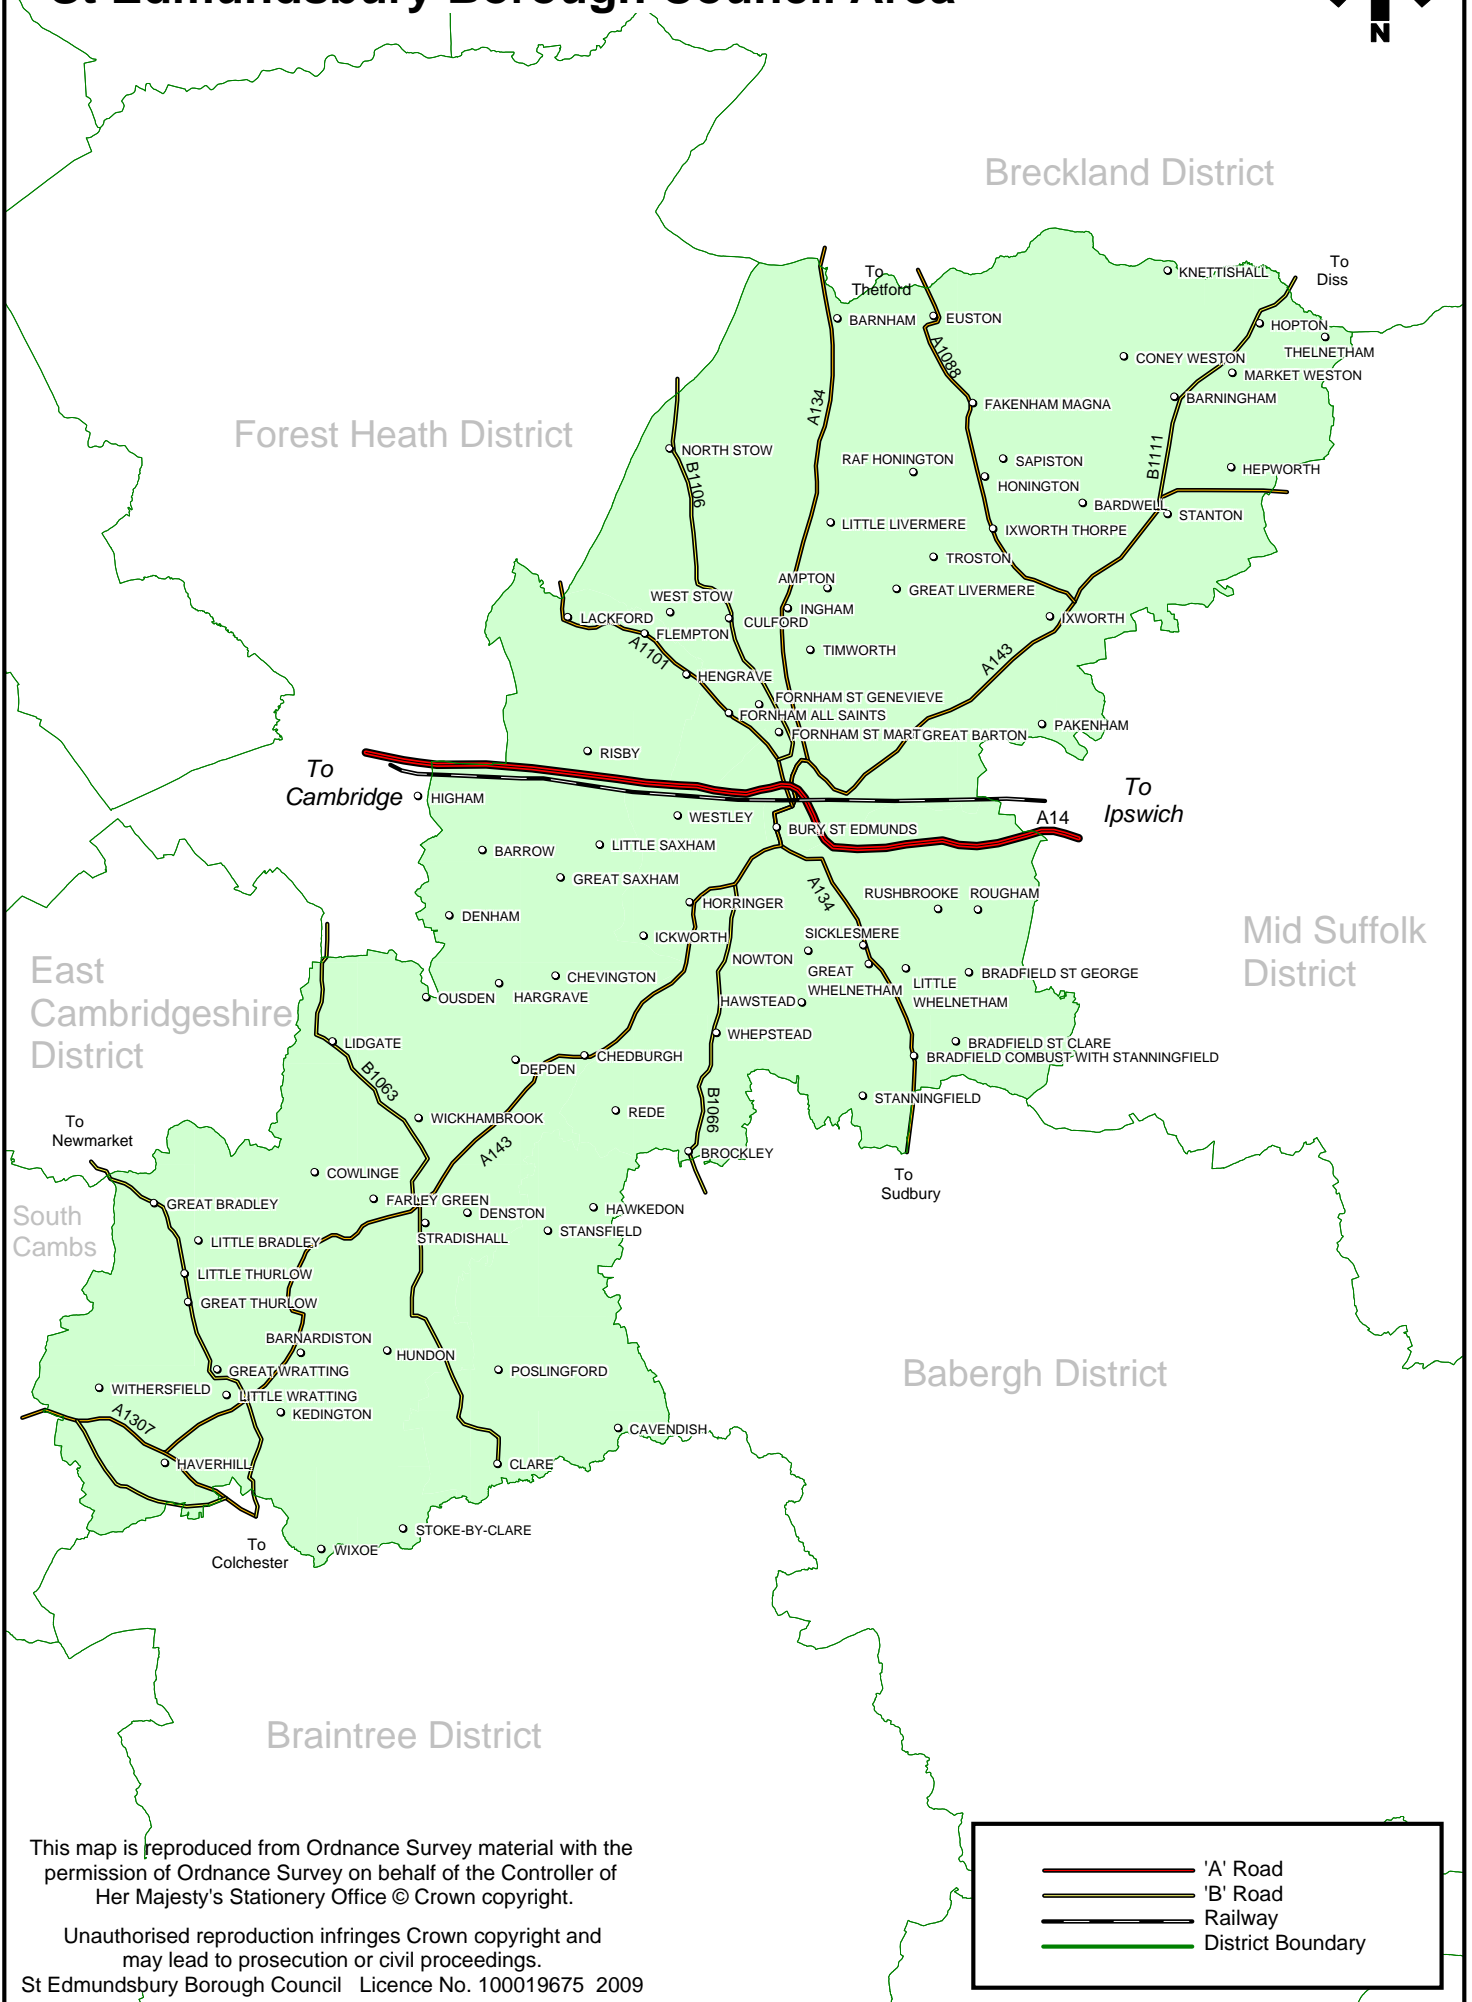 St Edmundsbury Borough Council Area
N
Breckland District
To
Thetford
To
Diss
KNETTISHALL
BARNHAM
EUSTON
HOPTON
THELNETHAM
A1088
CONEY WESTON
MARKET WESTON
A134
FAKENHAM MAGNA
BARNINGHAM
Forest Heath District
NORTH STOW
B1106
RAF HONINGTON
SAPISTON
B1111
HEPWORTH
HONINGTON
BARDWELL
STANTON
LITTLE LIVERMERE
IXWORTH THORPE
TROSTON
AMPTON
GREAT LIVERMERE
WEST STOW
INGHAM
LACKFORD
CULFORD
IXWORTH
FLEMPTON
A1101
TIMWORTH
A143
HENGRAVE
FORNHAM ST GENEVIEVE
FORNHAM ALL SAINTS
PAKENHAM
FORNHAM ST MART
GREAT BARTON
RISBY
To
Cambridge
HIGHAM
To
Ipswich
WESTLEY
A14
BURY ST EDMUNDS
BARROW
LITTLE SAXHAM
GREAT SAXHAM
A134
RUSHBROOKE
ROUGHAM
HORRINGER
DENHAM
ICKWORTH
SICKLESMERE
Mid Suffolk
District
NOWTON
GREAT
WHELNETHAM
LITTLE
WHELNETHAM
BRADFIELD ST GEORGE
East
Cambridgeshire
District
CHEVINGTON
HARGRAVE
OUSDEN
HAWSTEAD
WHEPSTEAD
LIDGATE
BRADFIELD ST CLARE
BRADFIELD COMBUST WITH STANNINGFIELD
CHEDBURGH
DEPDEN
B1063
B1066
STANNINGFIELD
REDE
WICKHAMBROOK
To
Newmarket
A143
BROCKLEY
COWLINGE
To
Sudbury
FARLEY GREEN
GREAT BRADLEY
DENSTON
HAWKEDON
South
Cambs
STRADISHALL
STANSFIELD
LITTLE BRADLEY
LITTLE THURLOW
GREAT THURLOW
BARNARDISTON
HUNDON
GREAT WRATTING
POSLINGFORD
Babergh District
WITHERSFIELD
LITTLE WRATTING
KEDINGTON
A1307
CAVENDISH
HAVERHILL
CLARE
STOKE-BY-CLARE
To
Colchester
WIXOE
Braintree District
This map is reproduced from Ordnance Survey material with the
permission of Ordnance Survey on behalf of the Controller of
Her Majesty's Stationery Office © Crown copyright.
Unauthorised reproduction infringes Crown copyright and
may lead to prosecution or civil proceedings.
St Edmundsbury Borough Council   Licence No. 100019675  2009
'A' Road
'B' Road
Railway
District Boundary